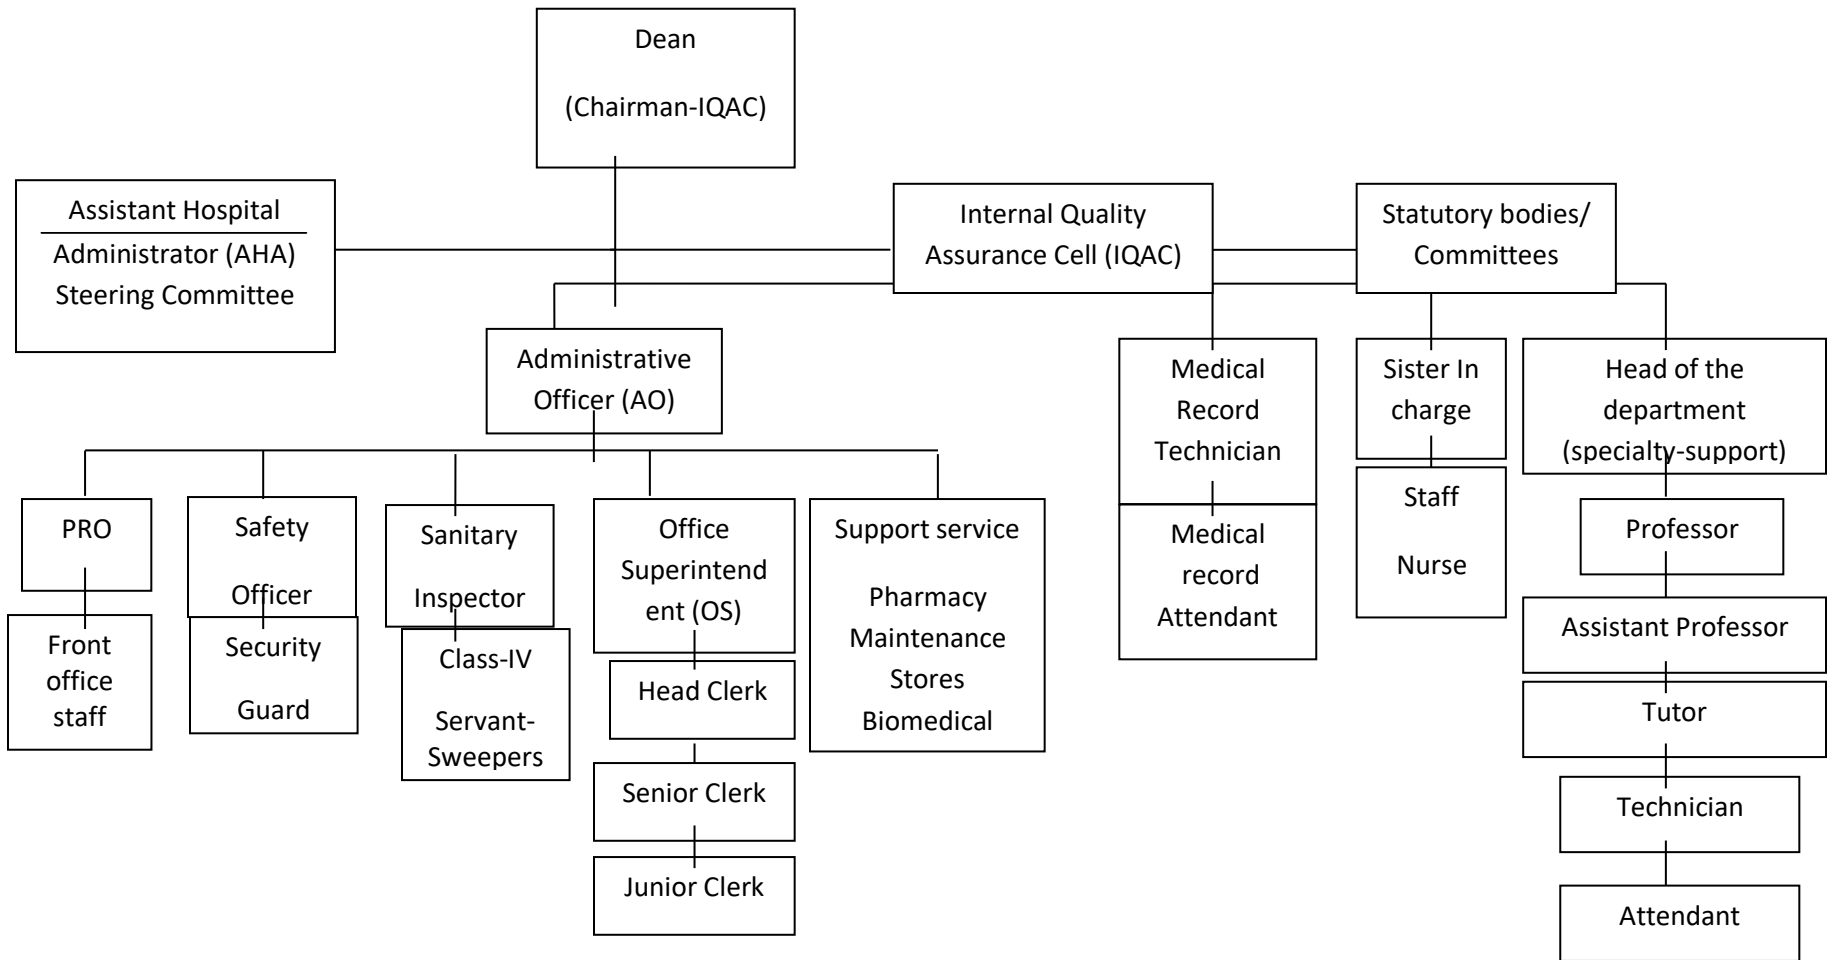 Dean
(Chairman-IQAC)
Assistant Hospital
Administrator (AHA)
Steering Committee
Internal Quality
Assurance Cell (IQAC)
Statutory bodies/
Committees
Administrative
Officer (AO)
Medical
Record
Technician
Sister In
charge
Head of the
department
(specialty-support)
PRO
Safety
Officer
Sanitary
Inspector
Office
Superintend
ent (OS)
Support service
Pharmacy
Maintenance
Stores
Biomedical
Medical
record
Attendant
Staff
Nurse
Professor
Front
office
staff
Security
Guard
Class-IV
Servant-
Sweepers
Head Clerk
Assistant Professor
Tutor
Senior Clerk
Technician
Junior Clerk
Attendant